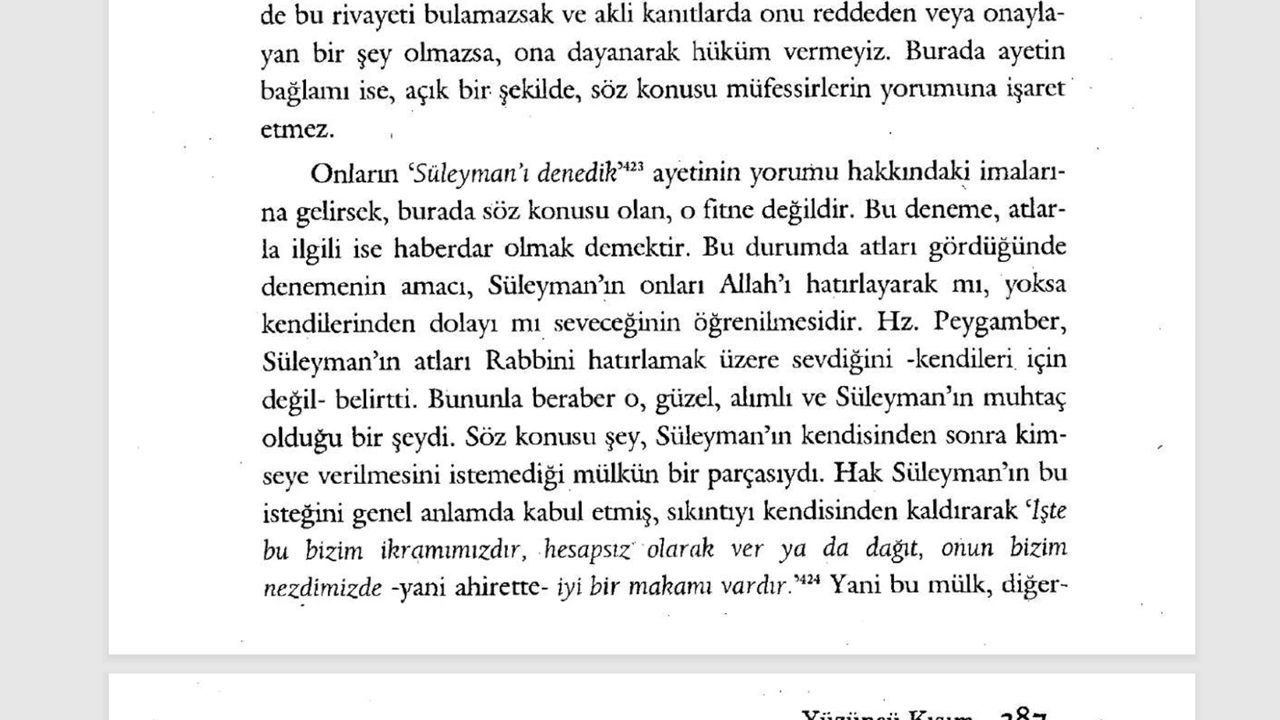 de bu rivayeti bulamazsak ve akli kanıtlarda onu reddeden veya onayla-
yan bir şey olmazsa, ona dayanarak hüküm vermeyiz. Burada ayetin
bağlamı ise, açık bir şekilde, söz konusu müfessirlerin yorumuna işaret
etmez.
Onların ‘Süleyman’ı denedik’⁴²³ ayetinin yorumu hakkındaki imaları-
na gelirsek, burada söz konusu olan, o fitne değildir. Bu deneme, atlar-
la ilgili ise haberdar olmak demektir. Bu durumda atları gördüğünde
denemenin amacı, Süleyman’ın onları Allah’ı hatırlayarak mı, yoksa
kendilerinden dolayı mı seveceğinin öğrenilmesidir. Hz. Peygamber,
Süleyman’ın atları Rabbini hatırlamak üzere sevdiğini -kendileri için
değil- belirtti. Bununla beraber o, güzel, alımlı ve Süleyman’ın muhtaç
olduğu bir şeydi. Söz konusu şey, Süleyman’ın kendisinden sonra kim-
seye verilmesini istemediği mülkün bir parçasıydı. Hak Süleyman’ın bu
isteğini genel anlamda kabul etmiş, sıkıntıyı kendisinden kaldırarak ‘İşte
bu bizim ikramımızdır, hesapsız olarak ver ya da dağıt, onun bizim
nezdimizde -yani ahirette- iyi bir makamı vardır.’⁴²⁴ Yani bu mülk, diğer-
Yüzüncü Kısım 287